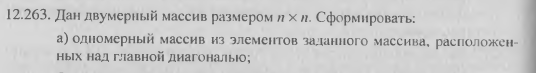 12.263. Дан двумерный массив размером n × n. Сформировать:
а) одномерный массив из элементов заданного массива, расположен-
ных над главной диагональю;